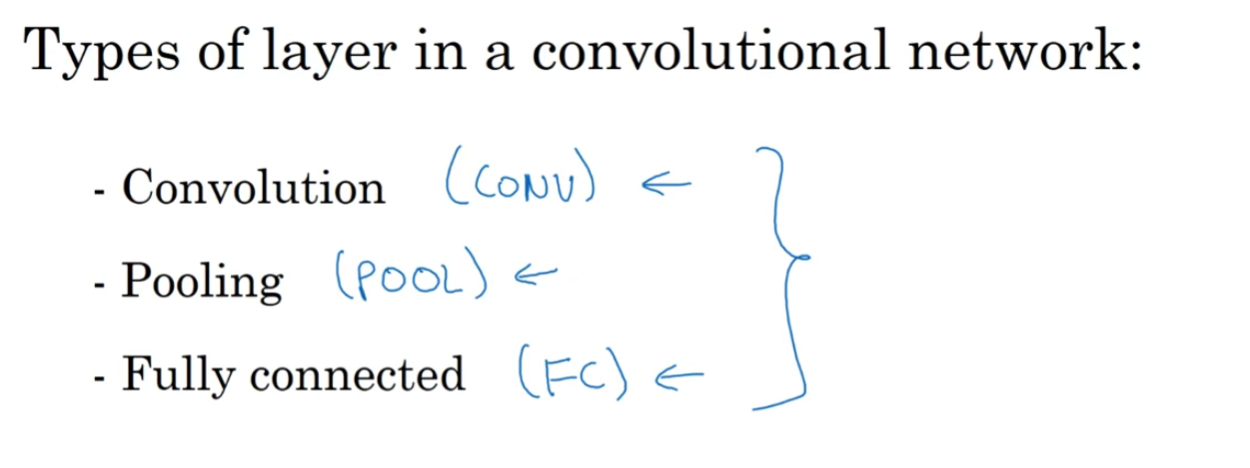 Types of layer in a convolutional network:
- Convolution (CONV) ←
- Pooling (POOL) ←
- Fully connected (FC) ←